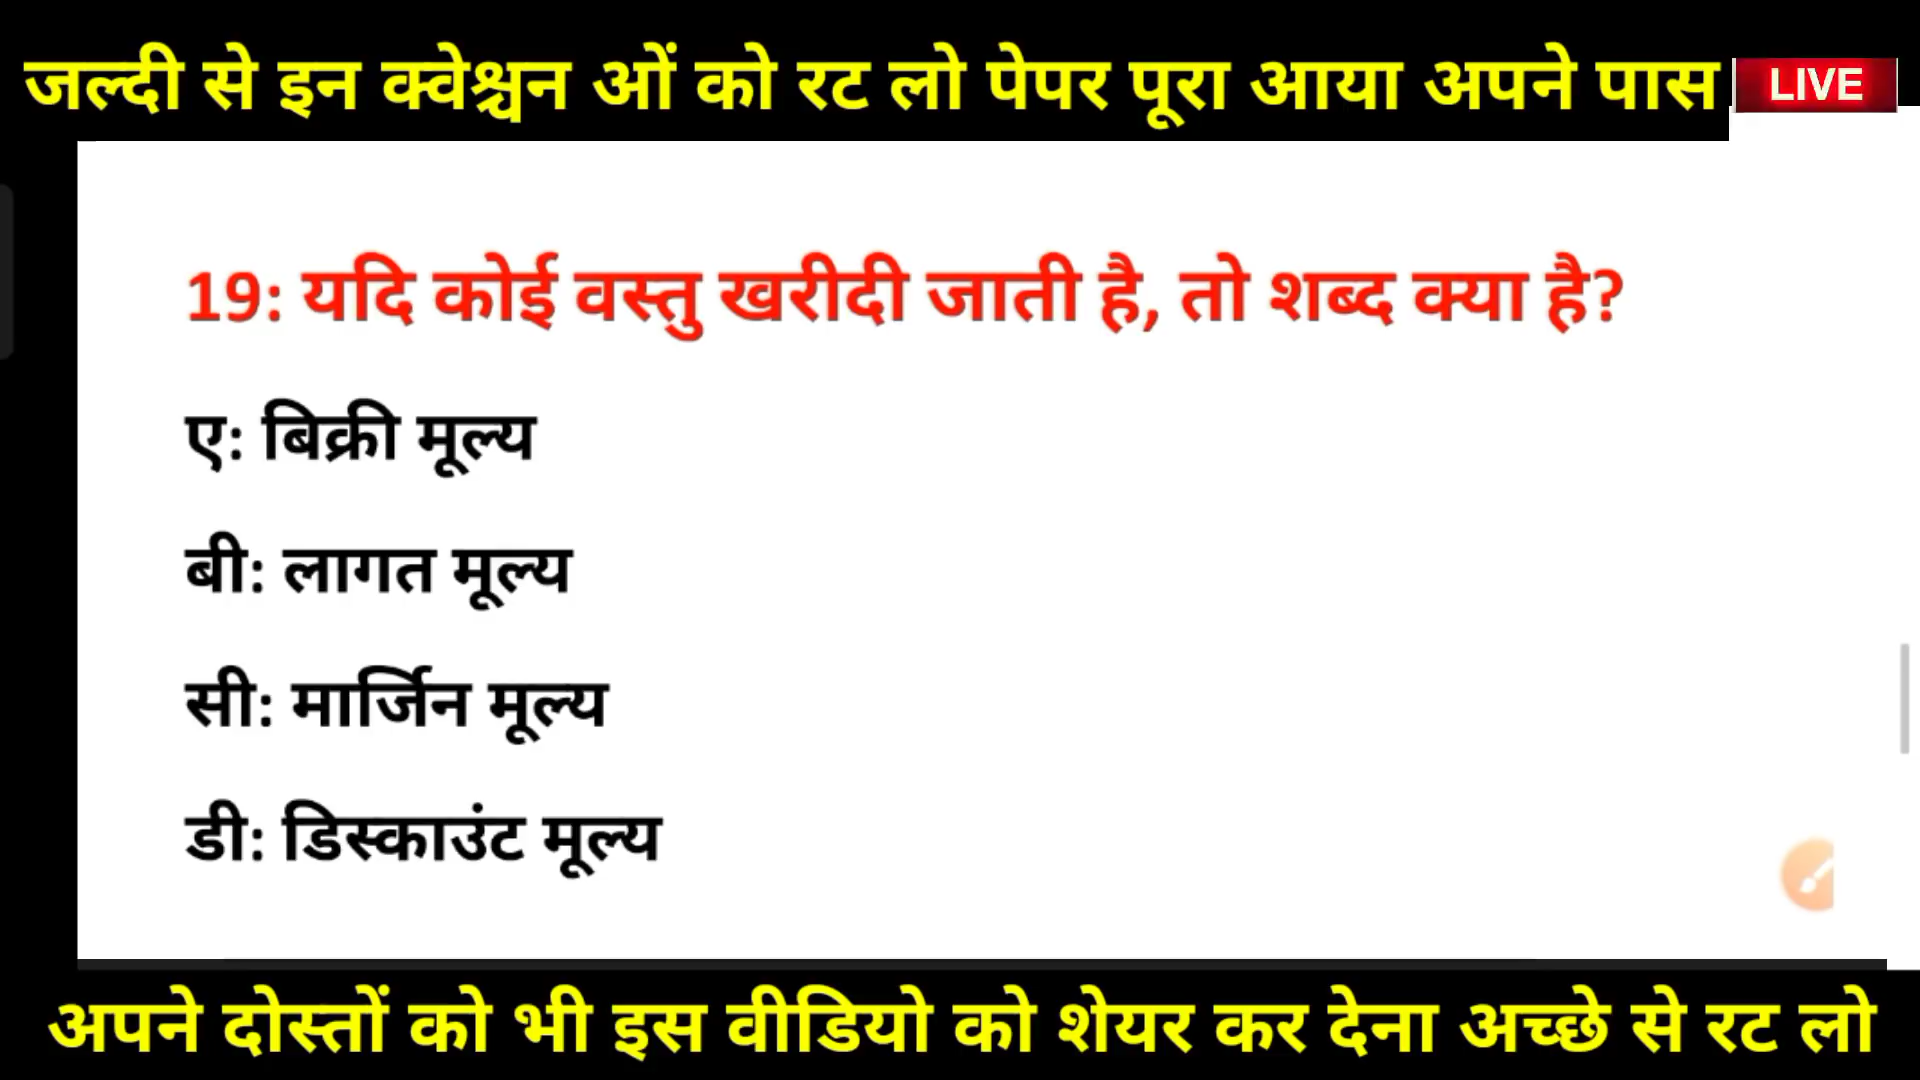 जल्दी से इन क्वेश्चन ओं को रट लो पेपर पूरा आया अपने पास LIVE
19: यदि कोई वस्तु खरीदी जाती है, तो शब्द क्या है?
ए: बिक्री मूल्य
बी: लागत मूल्य
सी: मार्जिन मूल्य
डी: डिस्काउंट मूल्य
अपने दोस्तों को भी इस वीडियो को शेयर कर देना अच्छे से रट लो